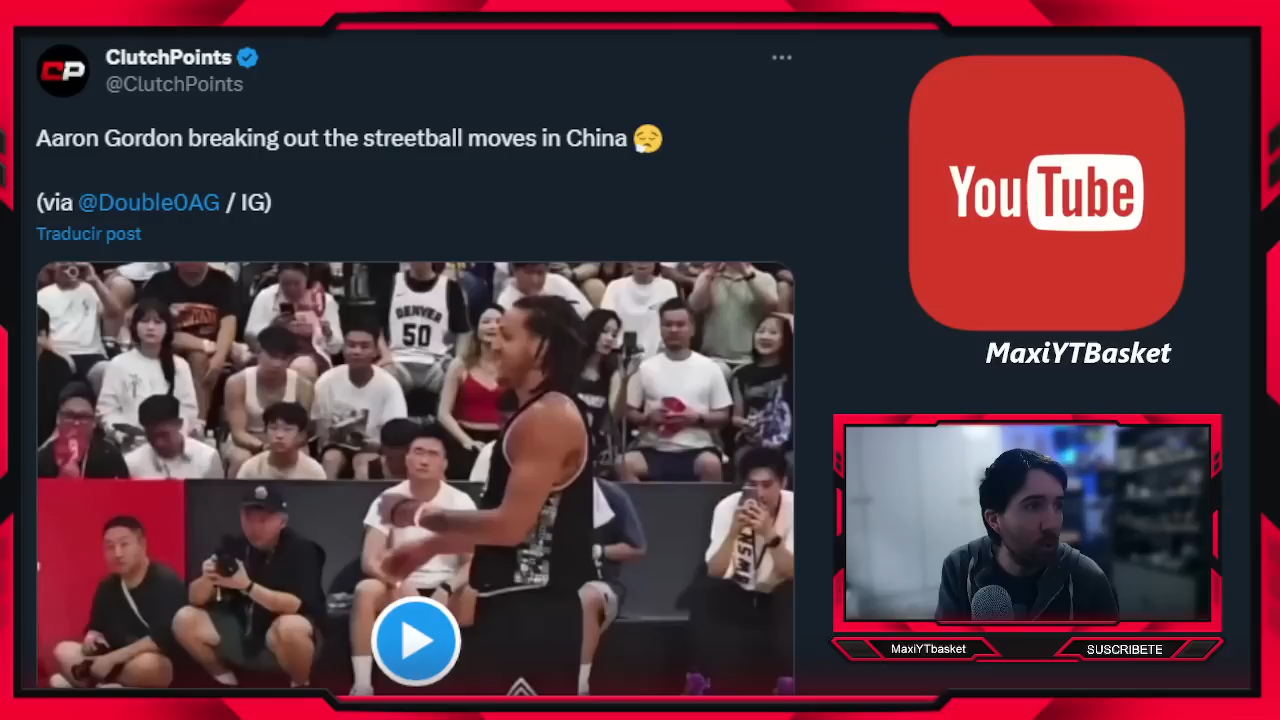 CP
ClutchPoints
@ClutchPoints
Aaron Gordon breaking out the streetball moves in China 😮‍💨
(via @Double0AG / IG)
Traducir post
DENVER
50
YouTube
MaxiYTBasket
MaxiYTbasket
SUSCRIBETE